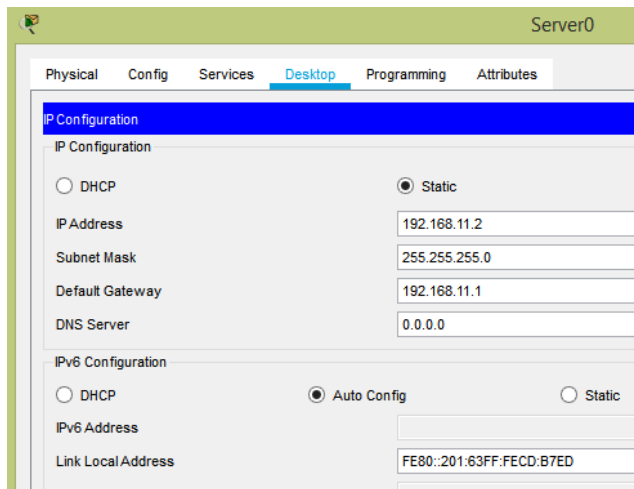 Server0
Physical Config Services Desktop Programming Attributes
IP Configuration
IP Configuration
DHCP Static
IP Address 192.168.11.2
Subnet Mask 255.255.255.0
Default Gateway 192.168.11.1
DNS Server 0.0.0.0
IPv6 Configuration
DHCP Auto Config Static
IPv6 Address
Link Local Address FE80::201:63FF:FECD:B7ED